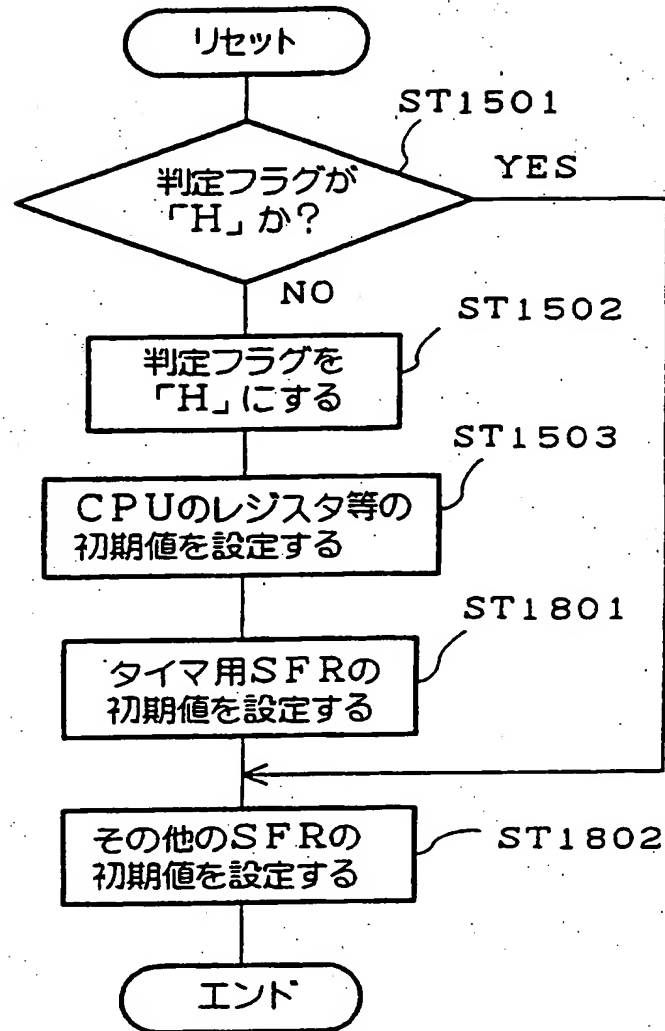 リセット
ST1501
判定フラグが
「H」か?
YES
NO
ST1502
判定フラグを
「H」にする
ST1503
CPUのレジスタ等の
初期値を設定する
ST1801
タイマ用SFRの
初期値を設定する
その他のSFRの
初期値を設定する
ST1802
エンド